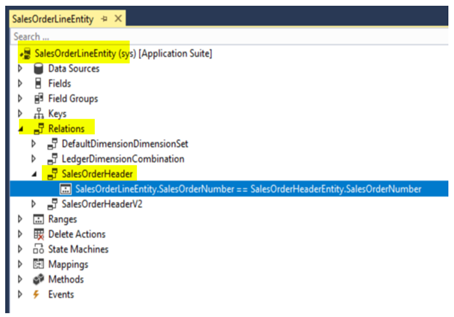 SalesOrderLineEntity
Search ...
SalesOrderLineEntity (sys) [Application Suite]
Data Sources
Fields
Field Groups
Keys
Relations
DefaultDimensionDimensionSet
LedgerDimensionCombination
SalesOrderHeader
SalesOrderLineEntity.SalesOrderNumber == SalesOrderHeaderEntity.SalesOrderNumber
SalesOrderHeaderV2
Ranges
Delete Actions
State Machines
Mappings
Methods
Events